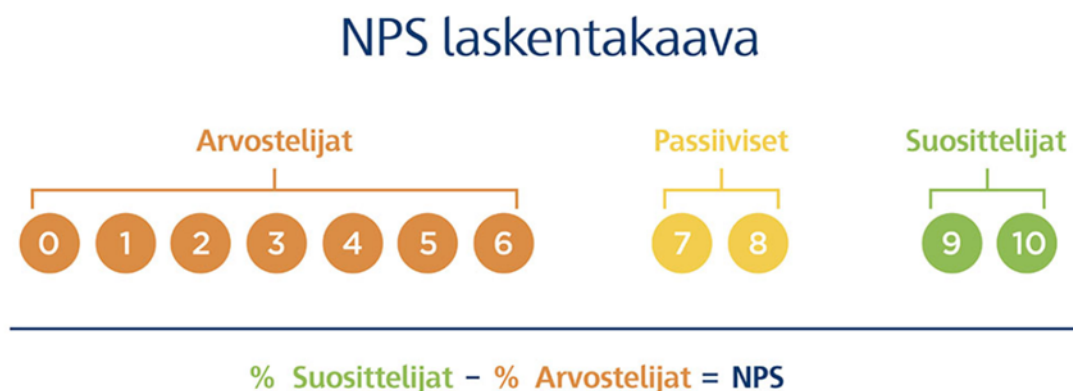 NPS laskentakaava
Arvostelijat Passiiviset Suosittelijat
0 1 2 3 4 5 6 7 8 9 10
% Suosittelijat – % Arvostelijat = NPS